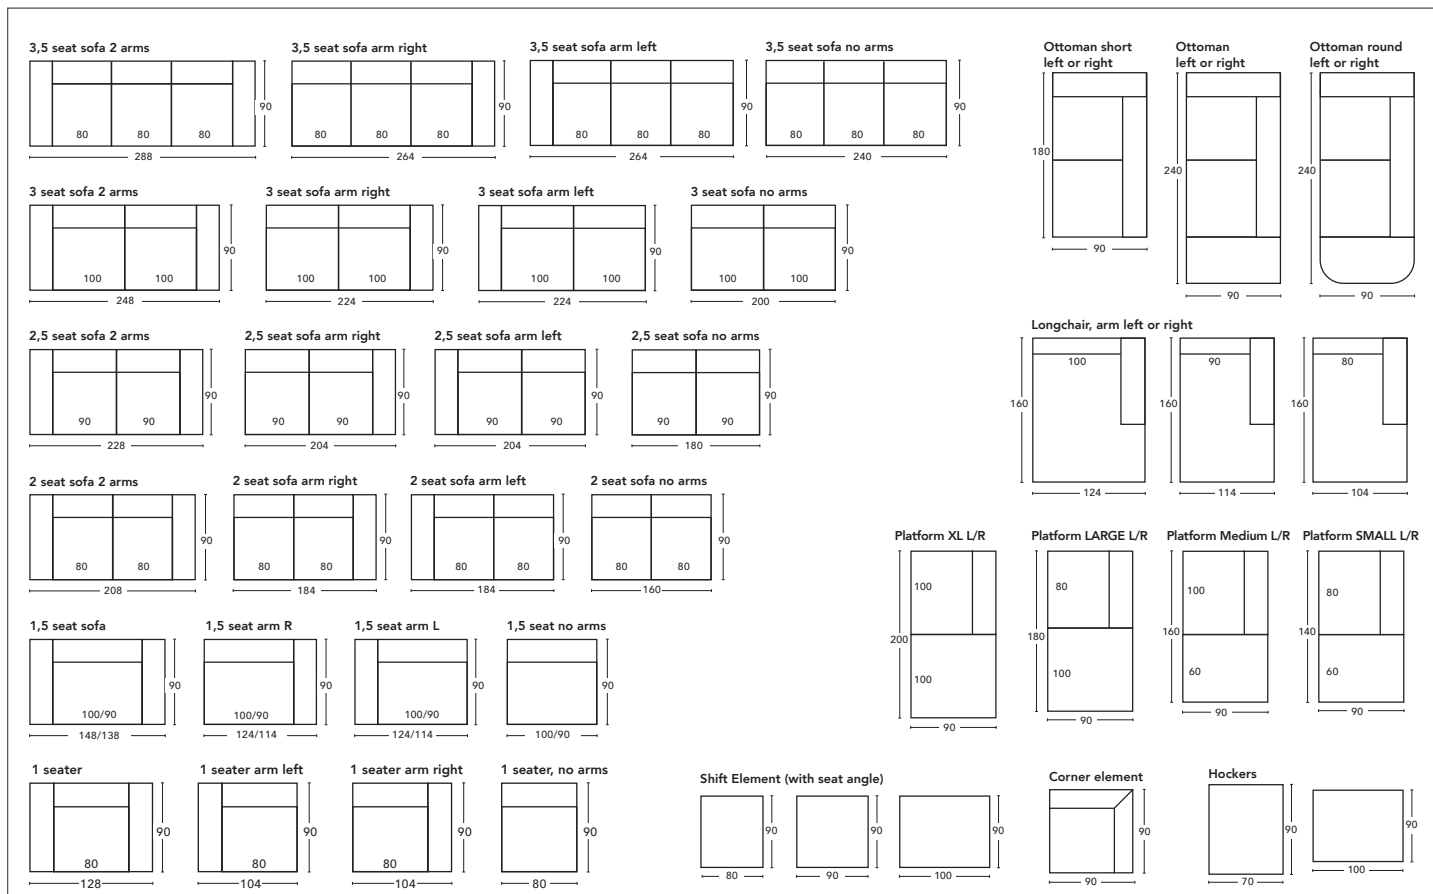 3,5 seat sofa 2 arms
90
80 80 80
288
3,5 seat sofa arm right
90
80 80 80
264
3,5 seat sofa arm left
90
80 80 80
264
3,5 seat sofa no arms
90
80 80 80
240
Ottoman short
left or right
180
90
Ottoman
left or right
240
90
Ottoman round
left or right
240
90
3 seat sofa 2 arms
90
100 100
248
3 seat sofa arm right
90
100 100
224
3 seat sofa arm left
90
100 100
224
3 seat sofa no arms
90
100 100
200
Longchair, arm left or right
100
160
124
90
160
114
80
160
104
2,5 seat sofa 2 arms
90
90 90
228
2,5 seat sofa arm right
90
90 90
204
2,5 seat sofa arm left
90
90 90
204
2,5 seat sofa no arms
90
90 90
180
2 seat sofa 2 arms
90
80 80
208
2 seat sofa arm right
90
80 80
184
2 seat sofa arm left
90
80 80
184
2 seat sofa no arms
90
80 80
160
Platform XL L/R
100
200
100
90
Platform LARGE L/R
80
180
100
90
Platform Medium L/R
100
160
60
90
Platform SMALL L/R
80
140
60
90
1,5 seat sofa
90
100/90
148/138
1,5 seat arm R
90
100/90
124/114
1,5 seat arm L
90
100/90
124/114
1,5 seat no arms
90
100/90
1 seater
90
80
128
1 seater arm left
90
80
104
1 seater arm right
90
80
104
1 seater, no arms
90
80
Shift Element (with seat angle)
90
80
90
90
90
100
Corner element
90
90
Hockers
90
70
90
100